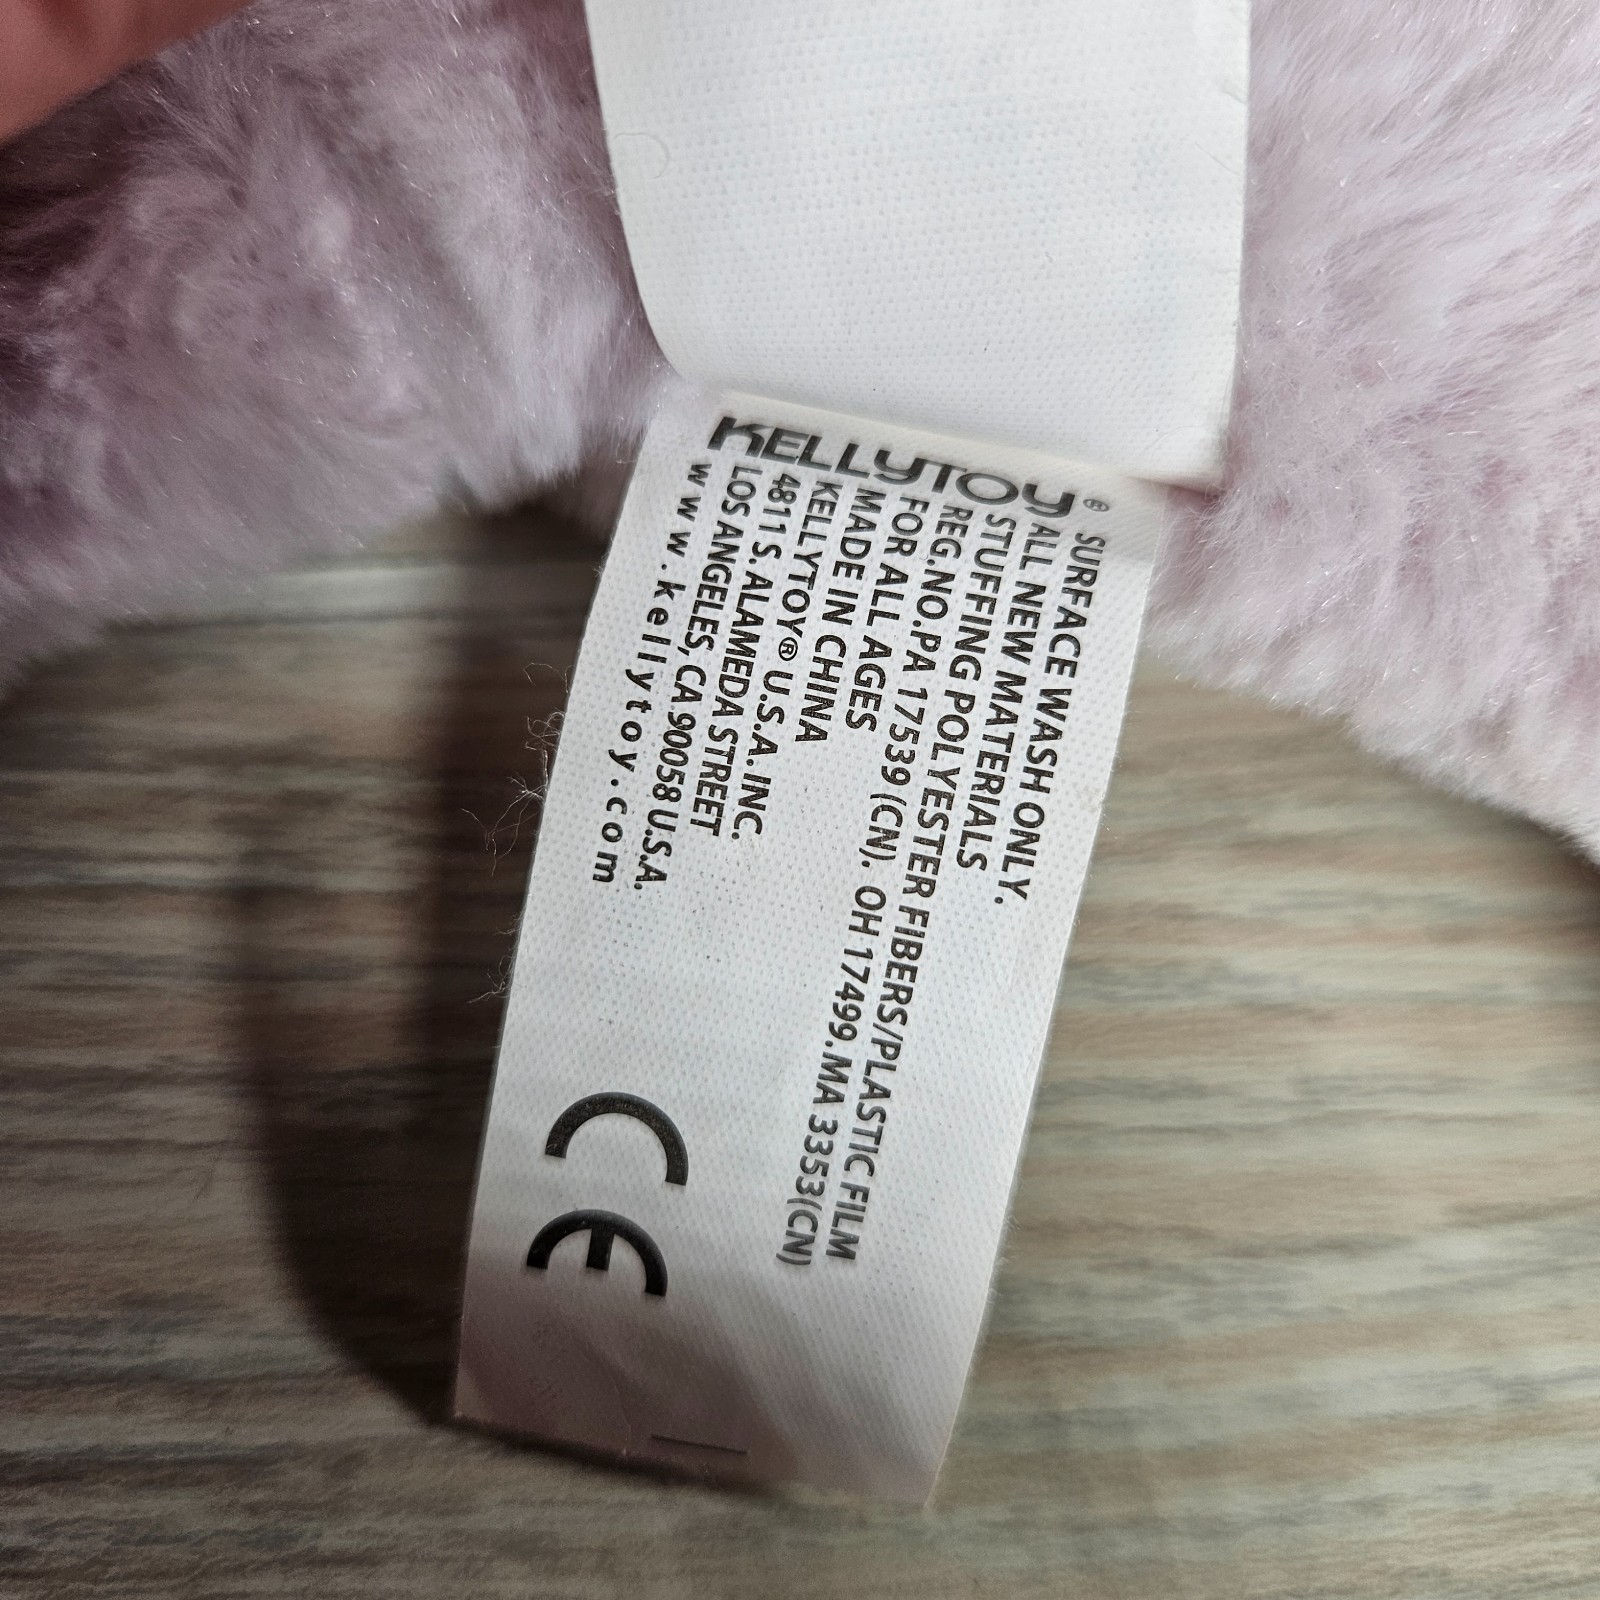 KELLYTOY®
SURFACE WASH ONLY.
ALL NEW MATERIALS
STUFFING POLYESTER FIBERS/PLASTIC FILM
REG.NO.PA 17539 (CN). OH 17499.MA 3353(CN)
FOR ALL AGES
MADE IN CHINA
KELLYTOY® U.S.A. INC.
4811 S. ALAMEDA STREET
LOS ANGELES, CA.90058 U.S.A.
www.kellytoy.com
CE